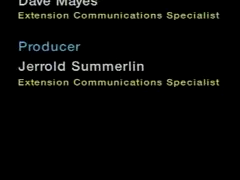 Dave Mayes
Extension Communications Specialist
Producer
Jerrold Summerlin
Extension Communications Specialist